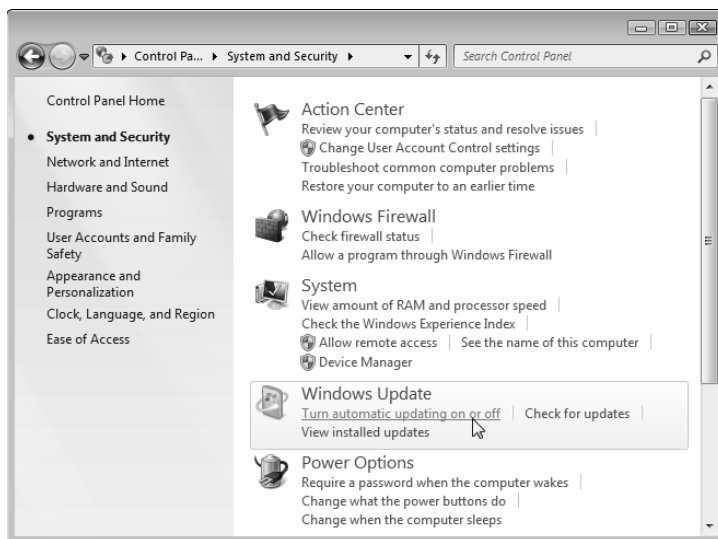 Control Pa... System and Security
Search Control Panel
Control Panel Home
System and Security
Network and Internet
Hardware and Sound
Programs
User Accounts and Family
Safety
Appearance and
Personalization
Clock, Language, and Region
Ease of Access
Action Center
Review your computer's status and resolve issues
Change User Account Control settings
Troubleshoot common computer problems
Restore your computer to an earlier time
Windows Firewall
Check firewall status
Allow a program through Windows Firewall
System
View amount of RAM and processor speed
Check the Windows Experience Index
Allow remote access See the name of this computer
Device Manager
Windows Update
Turn automatic updating on or off Check for updates
View installed updates
Power Options
Require a password when the computer wakes
Change what the power buttons do
Change when the computer sleeps